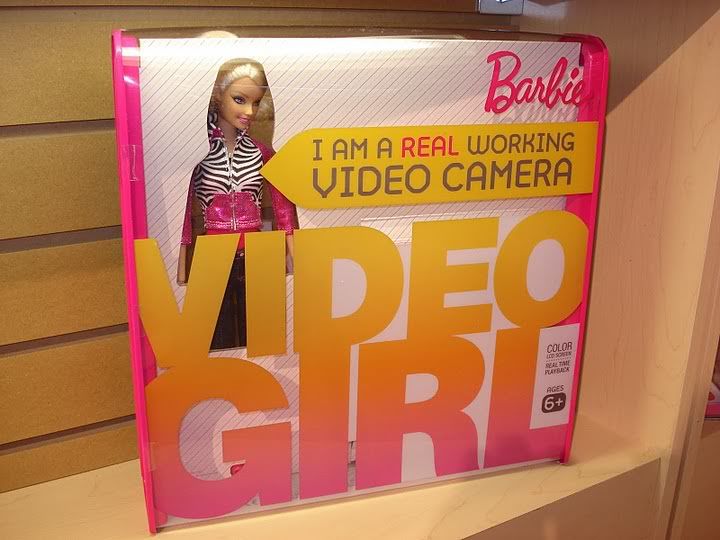 Barbie
I AM A REAL WORKING
VIDEO CAMERA
VIDEO
GIRL
COLOR
LCD SCREEN
REAL TIME
PLAYBACK
AGES
6+